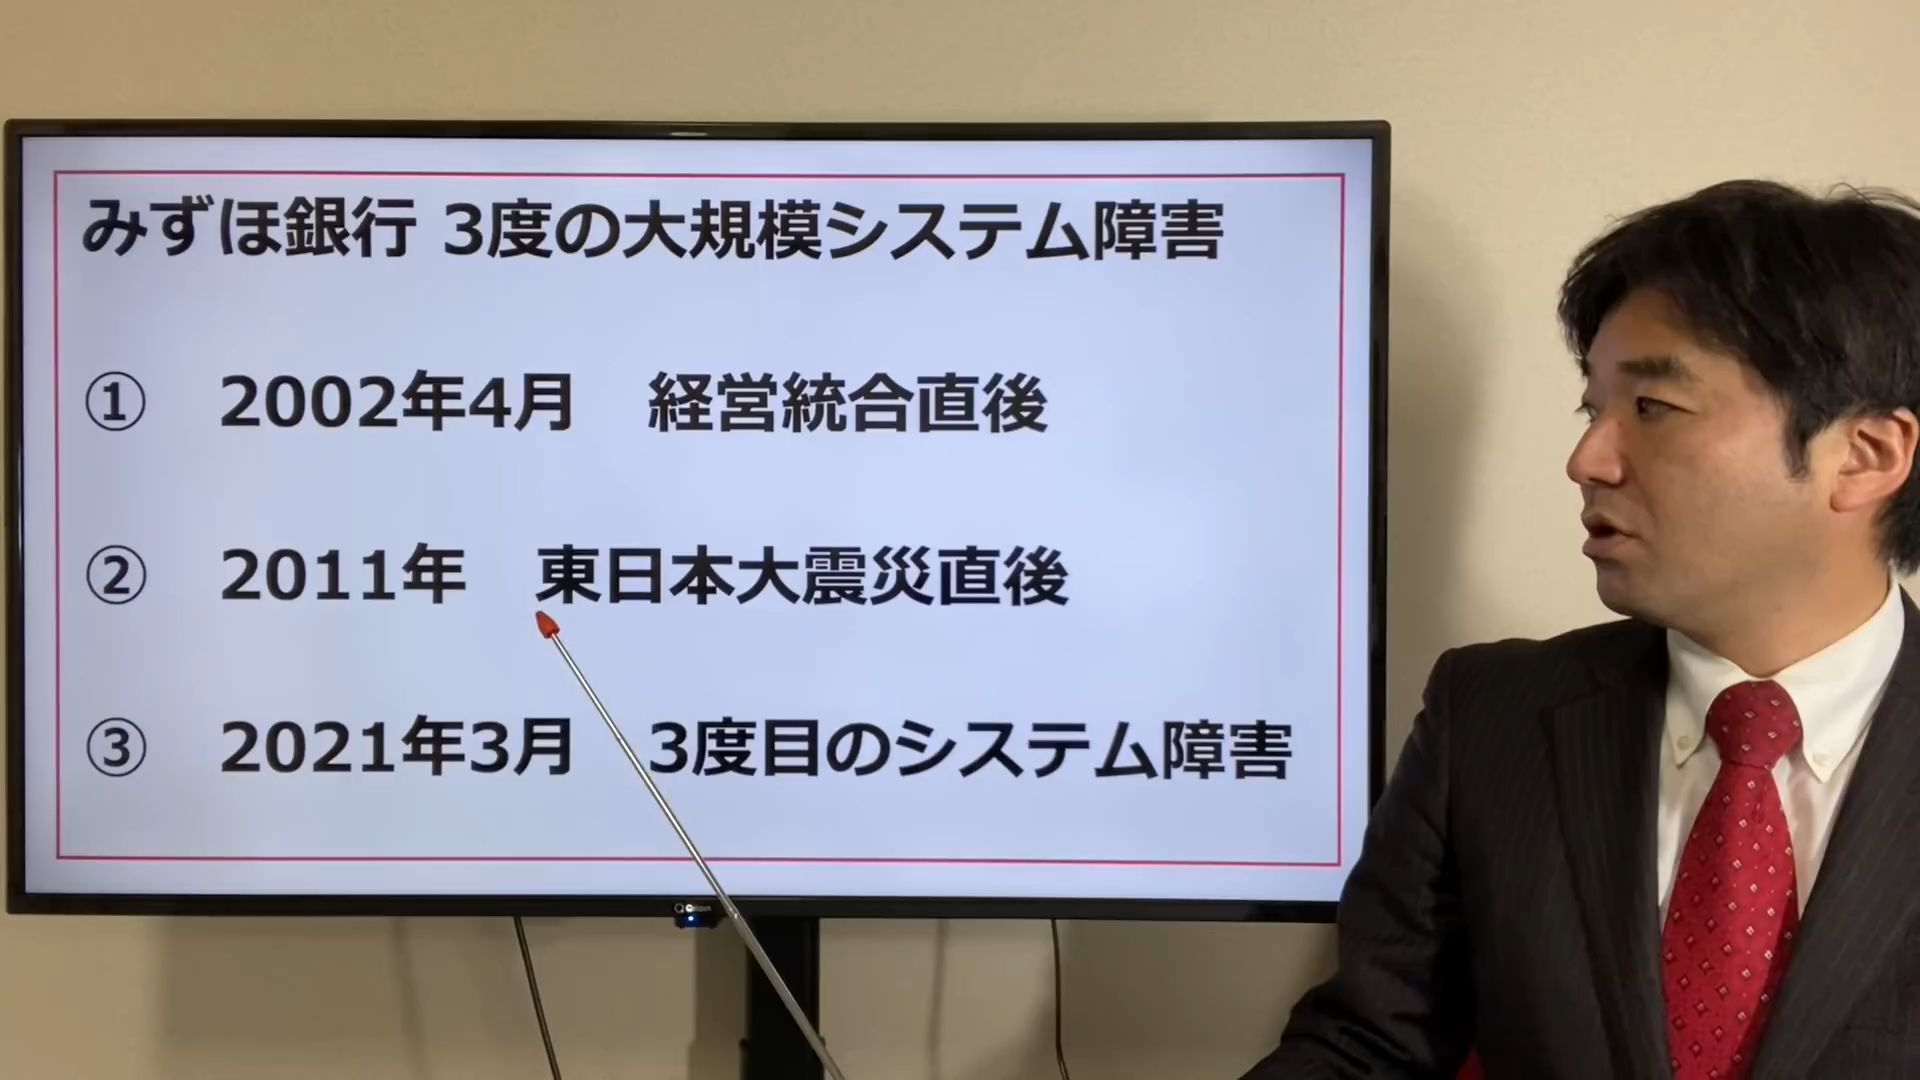 みずほ銀行 3度の大規模システム障害
① 2002年4月 経営統合直後
② 2011年 東日本大震災直後
③ 2021年3月 3度目のシステム障害